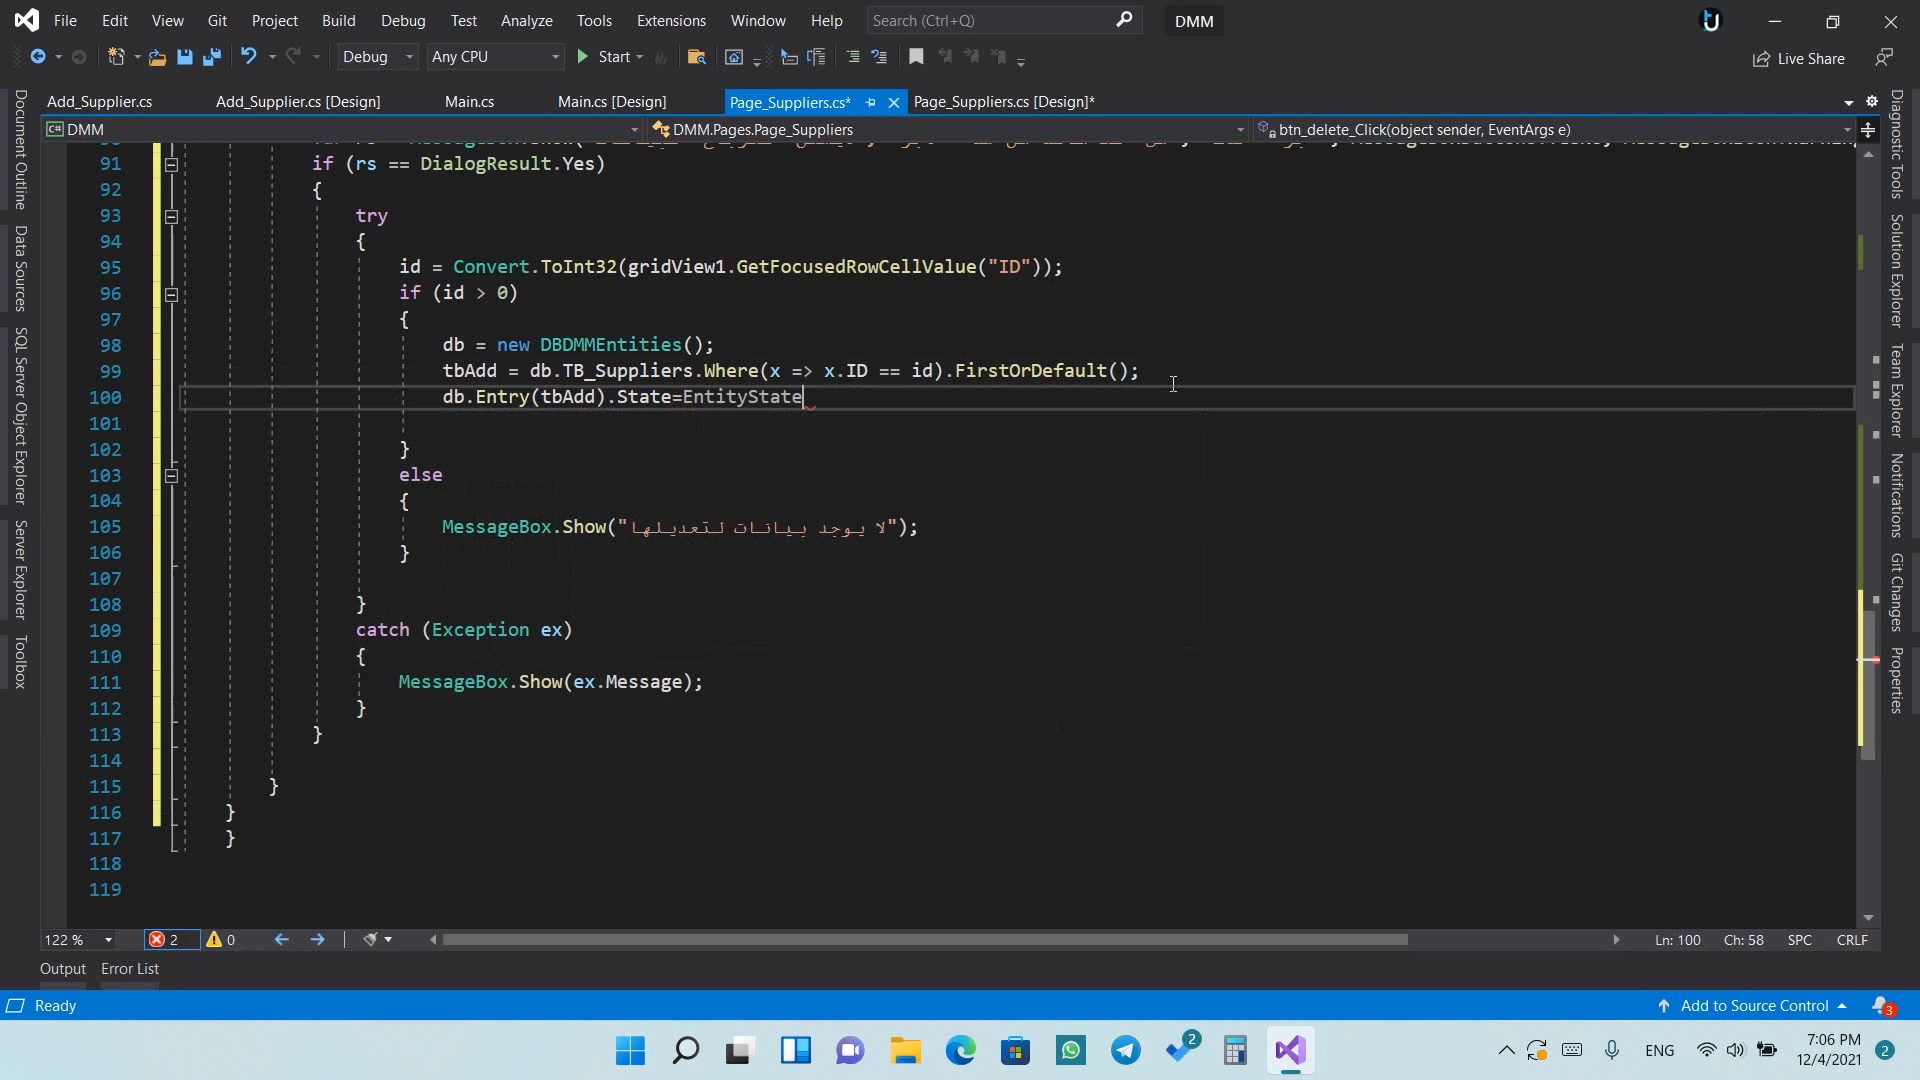 File Edit View Git Project Build Debug Test Analyze Tools Extensions Window Help Search (Ctrl+Q) DMM
Debug Any CPU Start Live Share
Add_Supplier.cs Add_Supplier.cs [Design] Main.cs Main.cs [Design] Page_Suppliers.cs* Page_Suppliers.cs [Design]*
DMM DMM.Pages.Page_Suppliers btn_delete_Click(object sender, EventArgs e)
91 if (rs == DialogResult.Yes)
92 {
93 try
94 {
95 id = Convert.ToInt32(gridView1.GetFocusedRowCellValue("ID"));
96 if (id > 0)
97 {
98 db = new DBDMMEntities();
99 tbAdd = db.TB_Suppliers.Where(x => x.ID == id).FirstOrDefault();
100 db.Entry(tbAdd).State=EntityState
101
102 }
103 else
104 {
105 MessageBox.Show("لا يوجد بيانات لتعديلها");
106 }
107
108 }
109 catch (Exception ex)
110 {
111 MessageBox.Show(ex.Message);
112 }
113 }
114
115 }
116 }
117 }
118
119
122 % 2 0 Ln: 100 Ch: 58 SPC CRLF
Output Error List
Ready Add to Source Control 3
2 ENG 7:06 PM 2
12/4/2021
Document Outline
Data Sources
SQL Server Object Explorer
Server Explorer
Toolbox
Diagnostic Tools
Solution Explorer
Team Explorer
Notifications
Git Changes
Properties